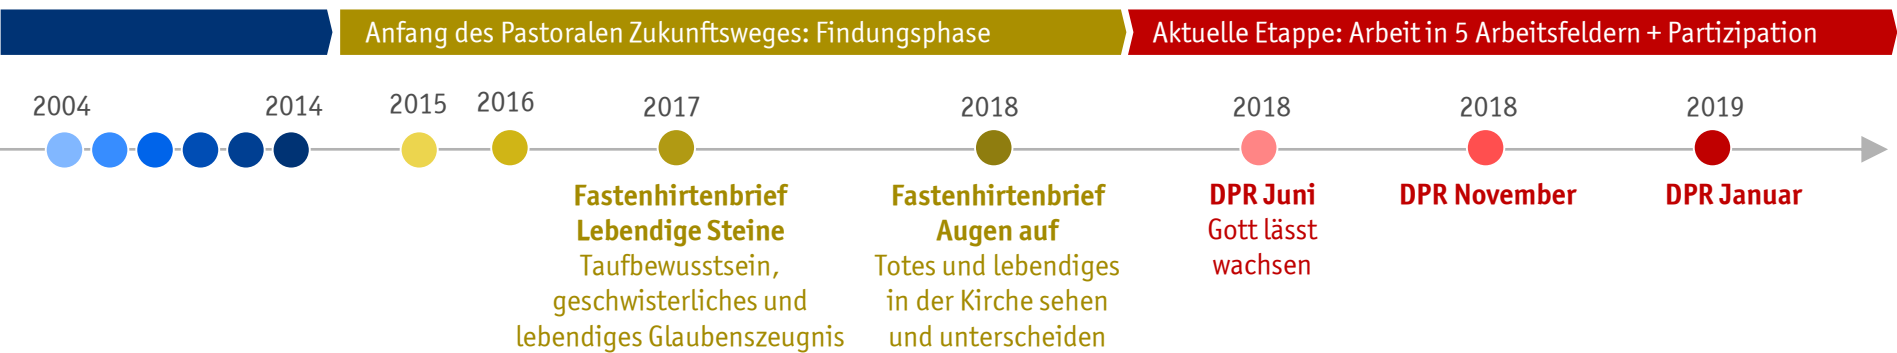 Anfang des Pastoralen Zukunftsweges: Findungsphase
Aktuelle Etappe: Arbeit in 5 Arbeitsfeldern + Partizipation
2004
2014
2015
2016
2017
2018
2018
2018
2019
Fastenhirtenbrief
Lebendige Steine
Taufbewusstsein,
geschwisterliches und
lebendiges Glaubenszeugnis
Fastenhirtenbrief
Augen auf
Totes und lebendiges
in der Kirche sehen
und unterscheiden
DPR Juni
Gott lässt
wachsen
DPR November
DPR Januar